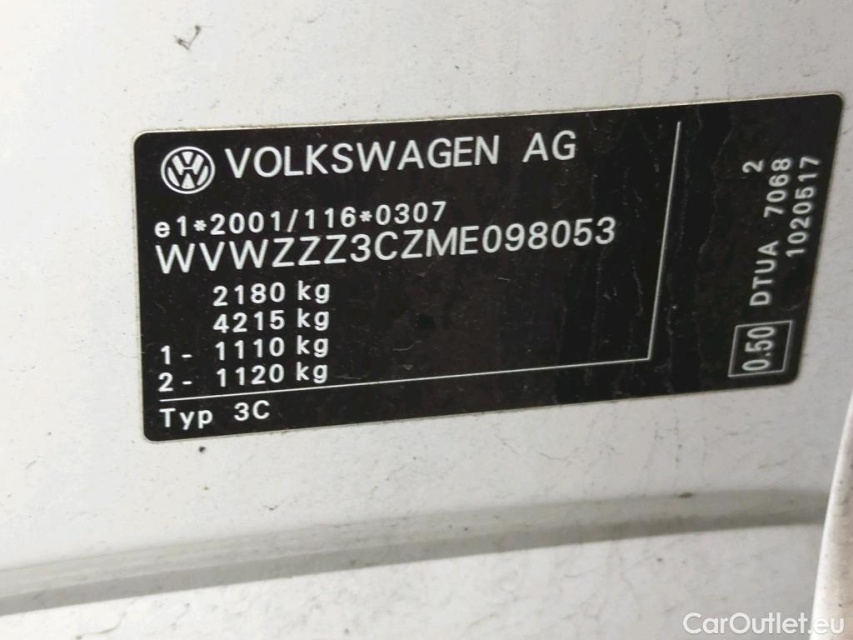 VOLKSWAGEN AG
e1*2001/116*0307
WVWZZZ3CZME098053
2180 kg
4215 kg
1- 1110 kg
2- 1120 kg
Typ 3C
0.50 DTUA 7068 2
1020517
CarOutlet.eu